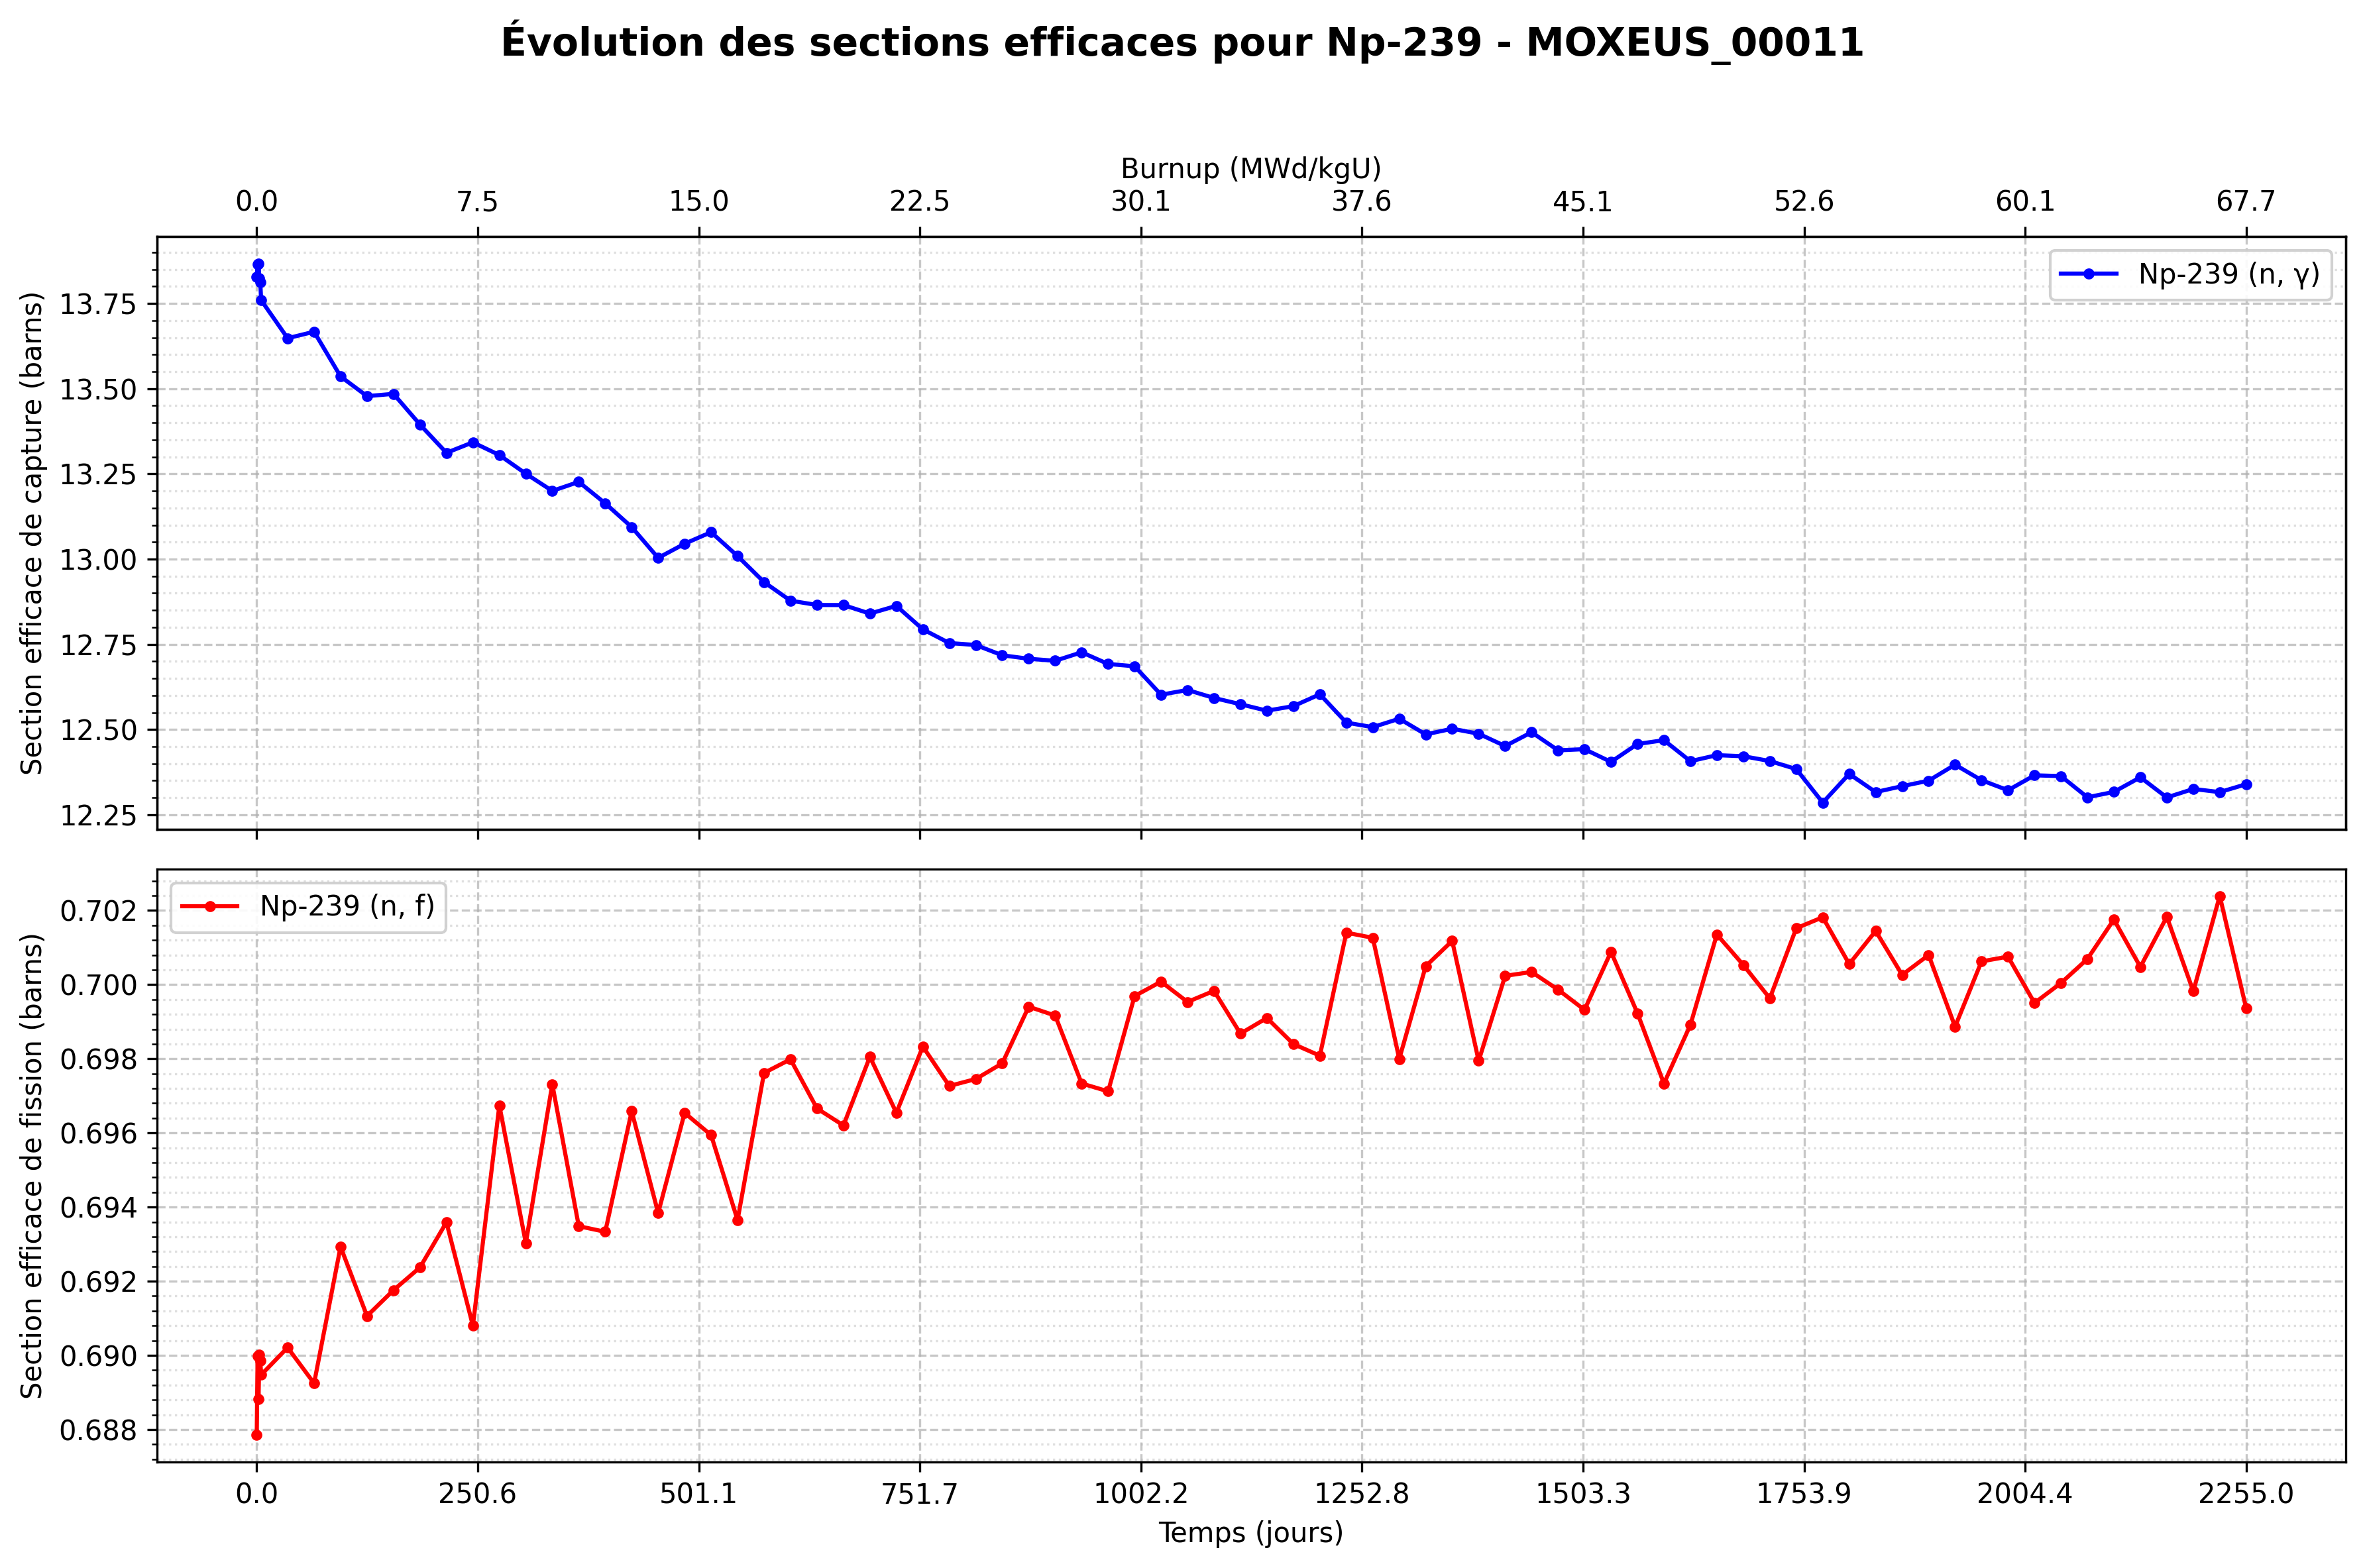 Évolution des sections efficaces pour Np-239 - MOXEUS_00011
Burnup (MWd/kgU)
0.0 7.5 15.0 22.5 30.1 37.6 45.1 52.6 60.1 67.7
Section efficace de capture (barns)
13.75
13.50
13.25
13.00
12.75
12.50
12.25
Np-239 (n, γ)
Section efficace de fission (barns)
0.702
0.700
0.698
0.696
0.694
0.692
0.690
0.688
Np-239 (n, f)
0.0 250.6 501.1 751.7 1002.2 1252.8 1503.3 1753.9 2004.4 2255.0
Temps (jours)